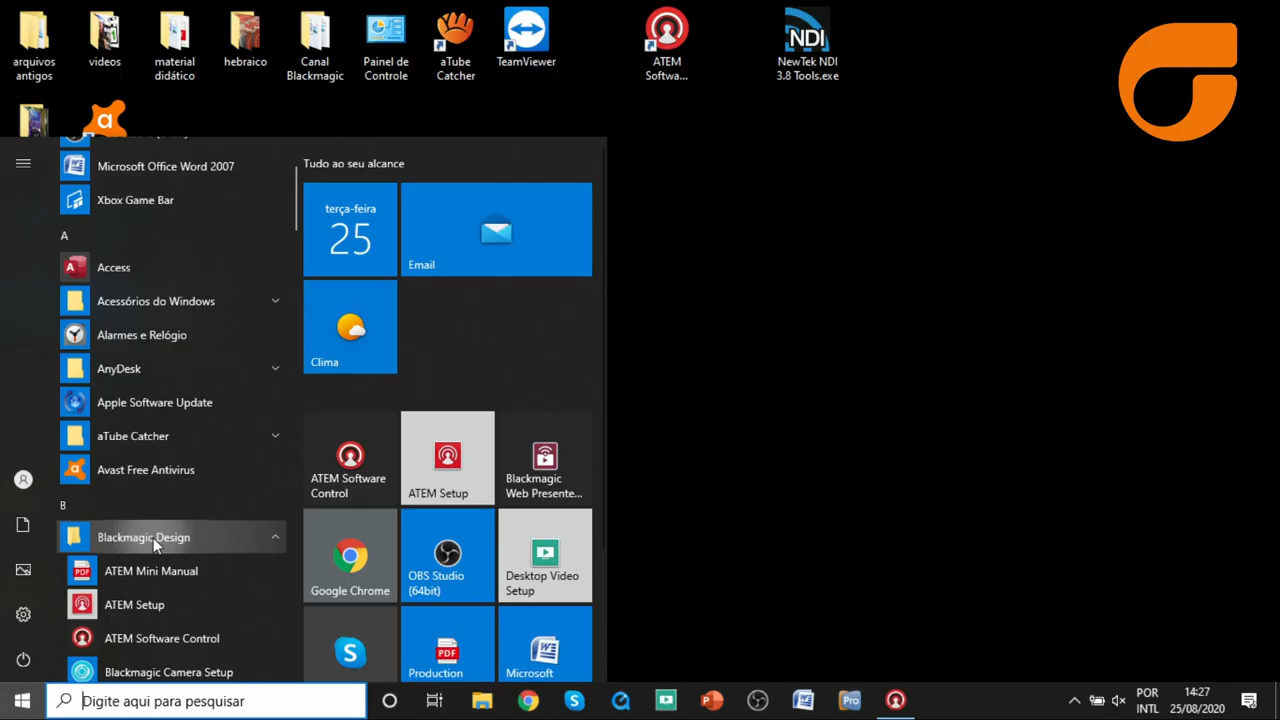 arquivos
antigos
videos
material
didático
hebraico
Canal
Blackmagic
Painel de
Controle
aTube
Catcher
TeamViewer
ATEM
Softwa...
NDI
NewTek NDI
3.8 Tools.exe
Microsoft Office Word 2007
Xbox Game Bar
A
Access
Acessórios do Windows
Alarmes e Relógio
AnyDesk
Apple Software Update
aTube Catcher
Avast Free Antivirus
B
Blackmagic Design
ATEM Mini Manual
ATEM Setup
ATEM Software Control
Blackmagic Camera Setup
Tudo ao seu alcance
terça-feira
25
Email
Clima
ATEM Software
Control
ATEM Setup
Blackmagic
Web Presente...
Google Chrome
OBS Studio
(64bit)
Desktop Video
Setup
Production
Microsoft
Digite aqui para pesquisar
POR
INTL
14:27
25/08/2020